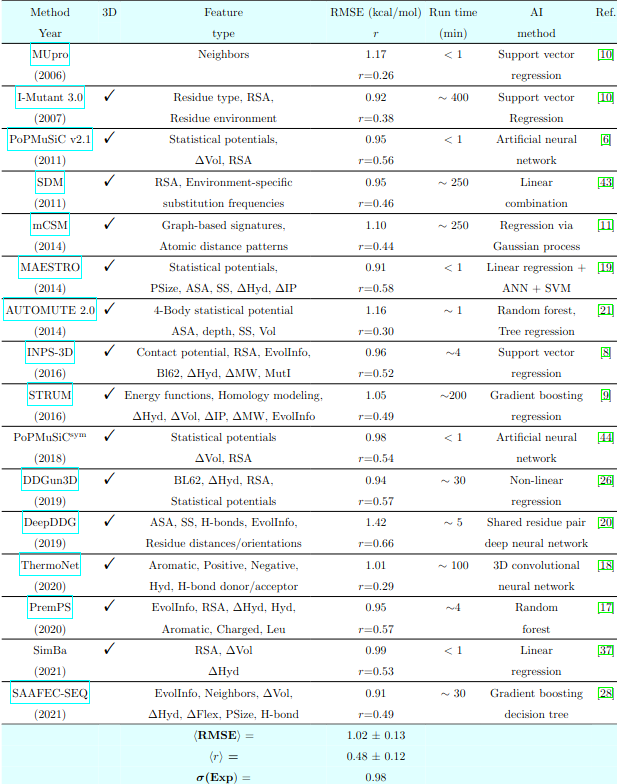 Method 3D Feature RMSE (kcal/mol) Run time AI Ref.
Year type r (min) method
MUpro Neighbors 1.17 < 1 Support vector [10]
(2006) r=0.26 regression
I-Mutant 3.0 ✓ Residue type, RSA, 0.92 ∼ 400 Support vector [10]
(2007) Residue environment r=0.38 Regression
PoPMuSiC v2.1 ✓ Statistical potentials, 0.95 < 1 Artificial neural [6]
(2011) ΔVol, RSA r=0.56 network
SDM ✓ RSA, Environment-specific 0.95 ∼ 250 Linear [43]
(2011) substitution frequencies r=0.46 combination
mCSM ✓ Graph-based signatures, 1.10 ∼ 250 Regression via [11]
(2014) Atomic distance patterns r=0.44 Gaussian process
MAESTRO ✓ Statistical potentials, 0.91 < 1 Linear regression + [19]
(2014) PSize, ASA, SS, ΔHyd, ΔIP r=0.58 ANN + SVM
AUTOMUTE 2.0 ✓ 4-Body statistical potential 1.16 ∼ 1 Random forest, [21]
(2014) ASA, depth, SS, Vol r=0.30 Tree regression
INPS-3D ✓ Contact potential, RSA, EvolInfo, 0.96 ∼4 Support vector [8]
(2016) Bl62, ΔHyd, ΔMW, MutI r=0.52 regression
STRUM ✓ Energy functions, Homology modeling, 1.05 ∼200 Gradient boosting [9]
(2016) ΔHyd, ΔVol, ΔIP, ΔMW, EvolInfo r=0.49 regression
PoPMuSiCsym ✓ Statistical potentials 0.98 < 1 Artificial neural [44]
(2018) ΔVol, RSA r=0.54 network
DDGun3D ✓ BL62, ΔHyd, RSA, 0.94 ∼ 30 Non-linear [26]
(2019) Statistical potentials r=0.57 regression
DeepDDG ✓ ASA, SS, H-bonds, EvolInfo, 1.42 ∼ 5 Shared residue pair [20]
(2019) Residue distances/orientations r=0.66 deep neural network
ThermoNet ✓ Aromatic, Positive, Negative, 1.01 ∼ 100 3D convolutional [18]
(2020) Hyd, H-bond donor/acceptor r=0.29 neural network
PremPS ✓ EvolInfo, RSA, ΔHyd, Hyd, 0.95 ∼4 Random [17]
(2020) Aromatic, Charged, Leu r=0.57 forest
SimBa ✓ RSA, ΔVol 0.99 < 1 Linear [37]
(2021) ΔHyd r=0.53 regression
SAAFEC-SEQ EvolInfo, Neighbors, ΔVol, 0.91 ∼ 30 Gradient boosting [28]
(2021) ΔHyd, ΔFlex, PSize, H-bond r=0.49 decision tree
⟨RMSE⟩ = 1.02 ± 0.13
⟨r⟩ = 0.48 ± 0.12
σ(Exp) = 0.98